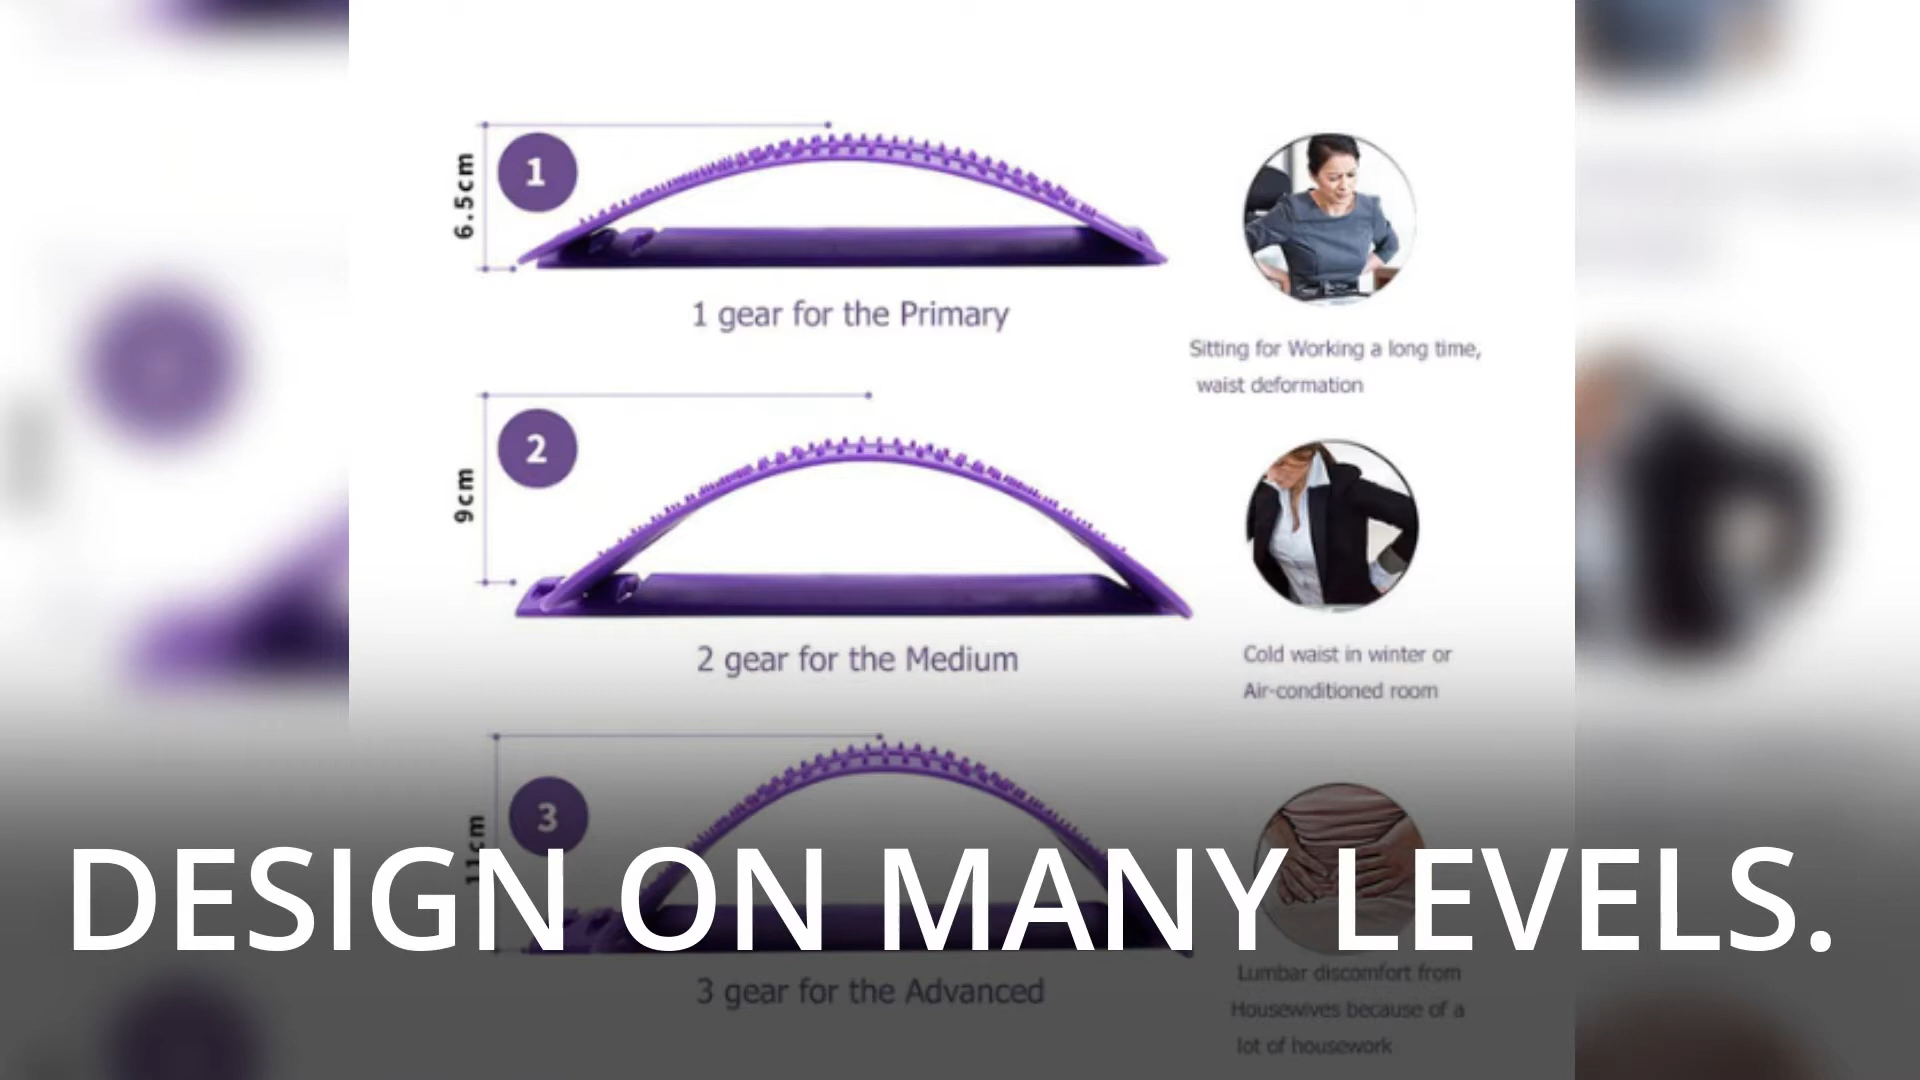 6.5cm
1
1 gear for the Primary
Sitting for Working a long time,
waist deformation
9cm
2
2 gear for the Medium
Cold waist in winter or
Air-conditioned room
11cm
3
DESIGN ON MANY LEVELS.
3 gear for the Advanced
Lumbar discomfort from
Housewives because of a
lot of housework